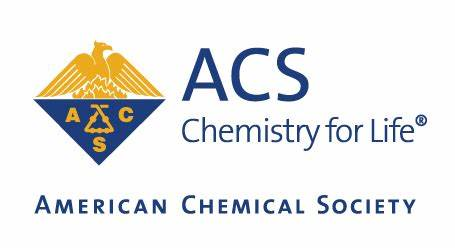 ACS
Chemistry for Life®
A C
S
AMERICAN CHEMICAL SOCIETY